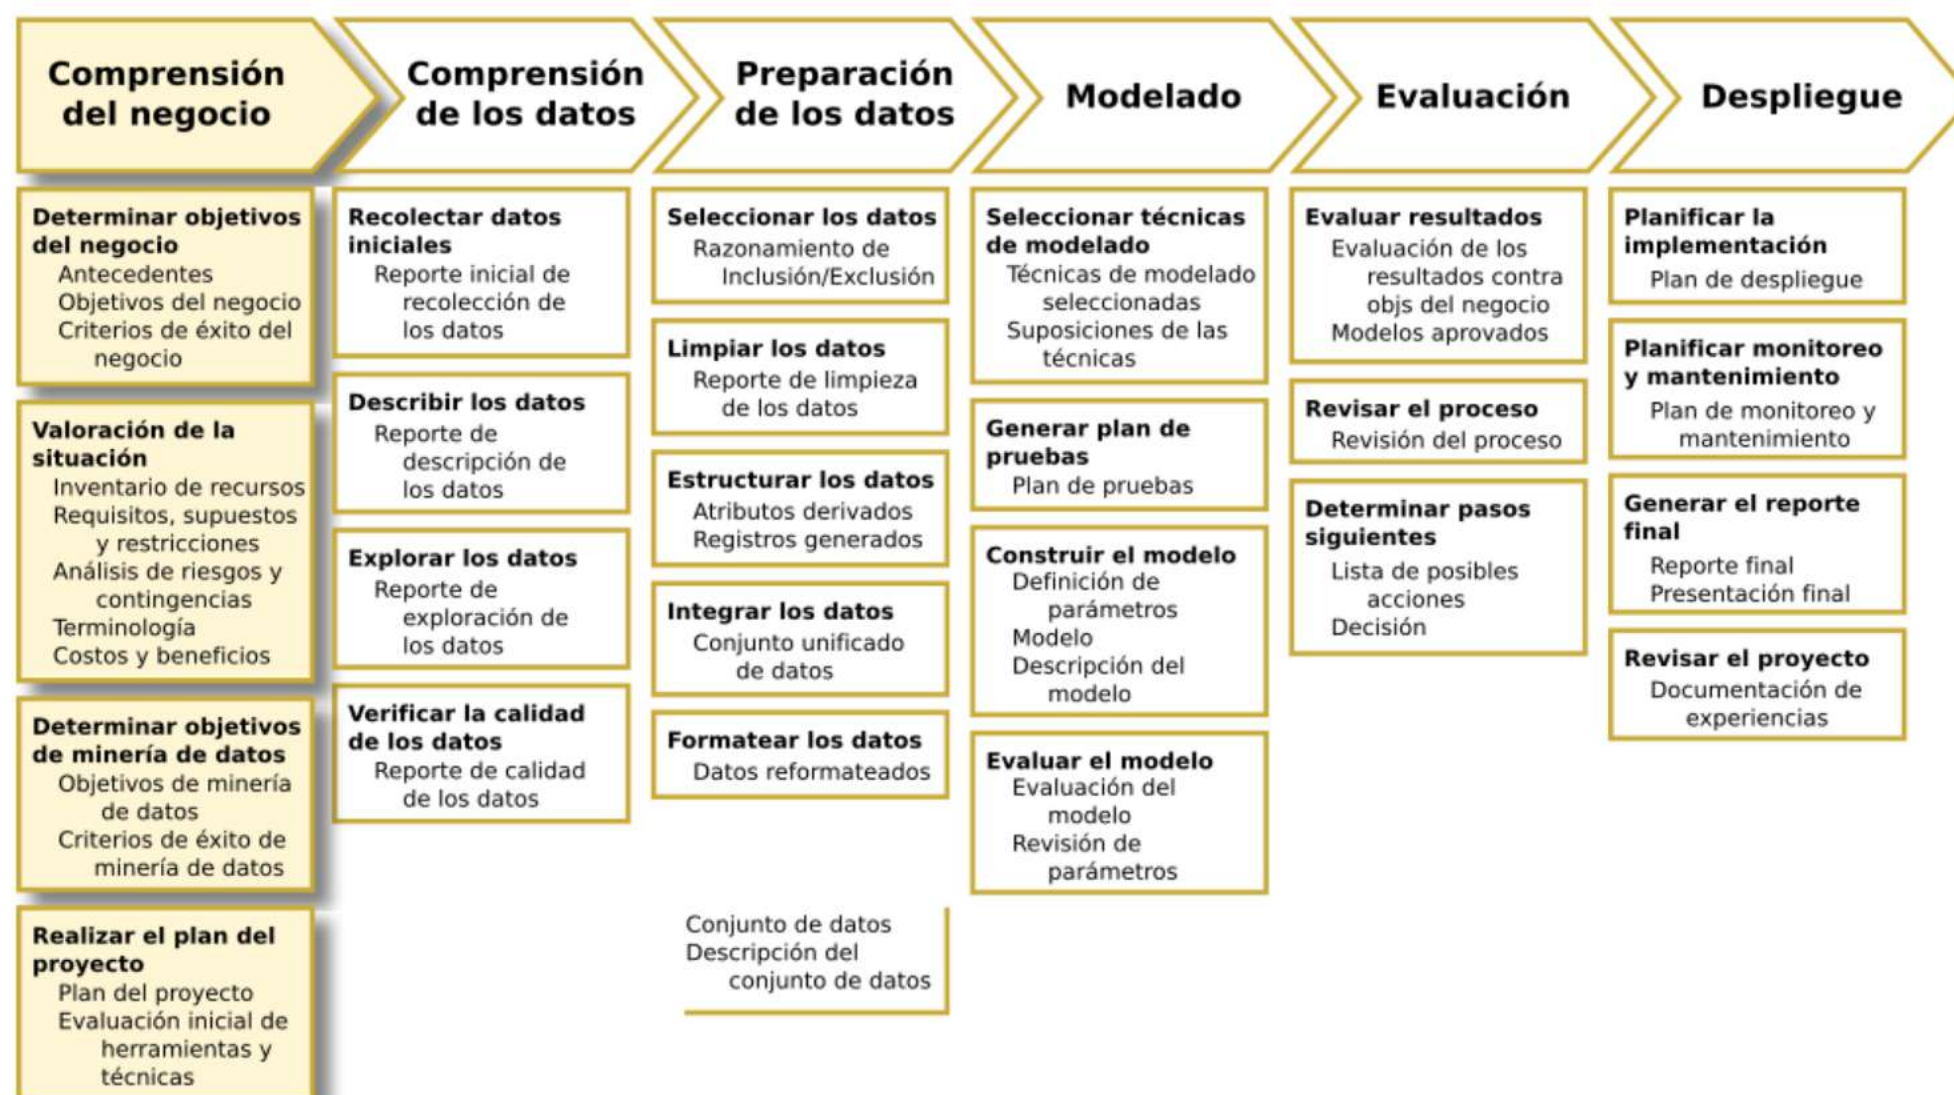 Comprensión
del negocio
Comprensión
de los datos
Preparación
de los datos
Modelado
Evaluación
Despliegue
Determinar objetivos
del negocio
Antecedentes
Objetivos del negocio
Criterios de éxito del
negocio
Valoración de la
situación
Inventario de recursos
Requisitos, supuestos
y restricciones
Análisis de riesgos y
contingencias
Terminología
Costos y beneficios
Determinar objetivos
de minería de datos
Objetivos de minería
de datos
Criterios de éxito de
minería de datos
Realizar el plan del
proyecto
Plan del proyecto
Evaluación inicial de
herramientas y
técnicas
Recolectar datos
iniciales
Reporte inicial de
recolección de
los datos
Describir los datos
Reporte de
descripción de
los datos
Explorar los datos
Reporte de
exploración de
los datos
Verificar la calidad
de los datos
Reporte de calidad
de los datos
Seleccionar los datos
Razonamiento de
Inclusión/Exclusión
Limpiar los datos
Reporte de limpieza
de los datos
Estructurar los datos
Atributos derivados
Registros generados
Integrar los datos
Conjunto unificado
de datos
Formatear los datos
Datos reformateados
Conjunto de datos
Descripción del
conjunto de datos
Seleccionar técnicas
de modelado
Técnicas de modelado
seleccionadas
Suposiciones de las
técnicas
Generar plan de
pruebas
Plan de pruebas
Construir el modelo
Definición de
parámetros
Modelo
Descripción del
modelo
Evaluar el modelo
Evaluación del
modelo
Revisión de
parámetros
Evaluar resultados
Evaluación de los
resultados contra
objs del negocio
Modelos aprovados
Revisar el proceso
Revisión del proceso
Determinar pasos
siguientes
Lista de posibles
acciones
Decisión
Planificar la
implementación
Plan de despliegue
Planificar monitoreo
y mantenimiento
Plan de monitoreo y
mantenimiento
Generar el reporte
final
Reporte final
Presentación final
Revisar el proyecto
Documentación de
experiencias